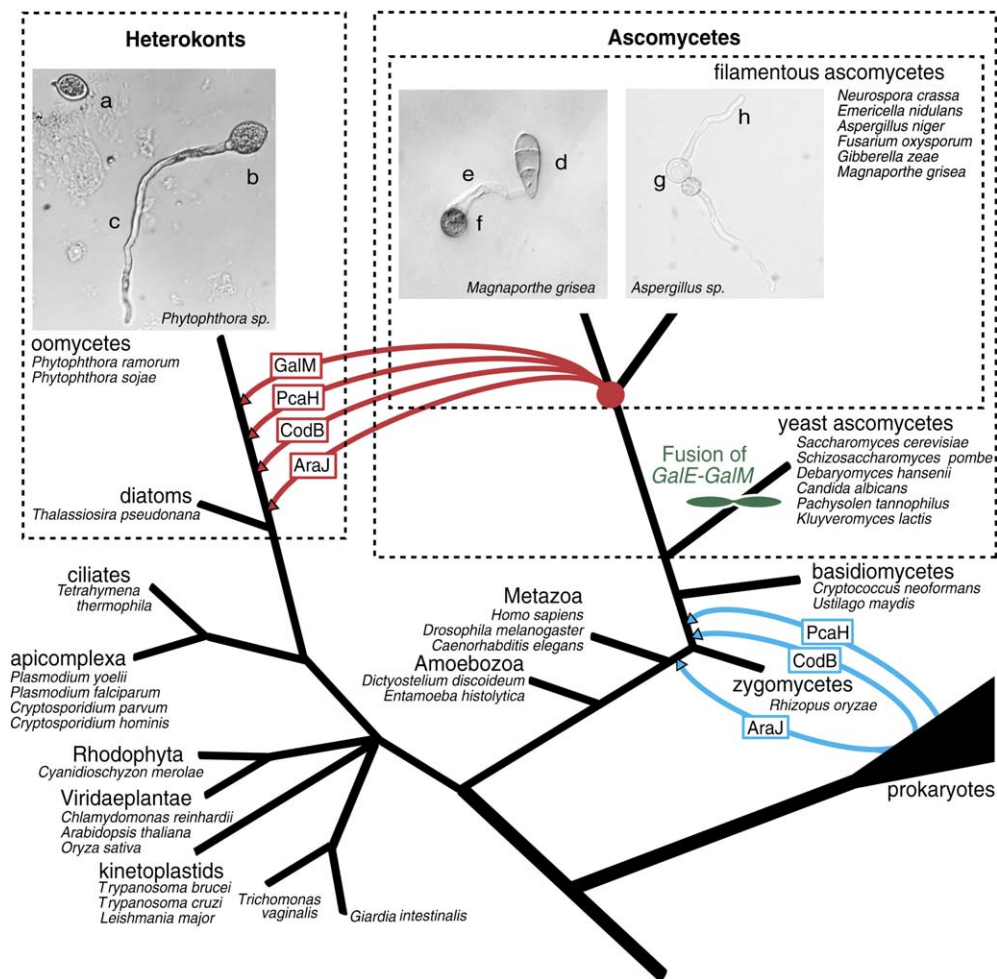 Heterokonts
a
b
c
Phytophthora sp.
oomycetes
Phytophthora ramorum
Phytophthora sojae
diatoms
Thalassiosira pseudonana
GalM
PcaH
CodB
AraJ
Ascomycetes
filamentous ascomycetes
Neurospora crassa
Emericella nidulans
Aspergillus niger
Fusarium oxysporum
Gibberella zeae
Magnaporthe grisea
d
e
f
Magnaporthe grisea
h
g
Aspergillus sp.
yeast ascomycetes
Saccharomyces cerevisiae
Schizosaccharomyces pombe
Debaryomyces hansenii
Candida albicans
Pachysolen tannophilus
Kluyveromyces lactis
Fusion of
GalE-GalM
basidiomycetes
Cryptococcus neoformans
Ustilago maydis
PcaH
CodB
zygomycetes
Rhizopus oryzae
AraJ
prokaryotes
Metazoa
Homo sapiens
Drosophila melanogaster
Caenorhabditis elegans
Amoebozoa
Dictyostelium discoideum
Entamoeba histolytica
ciliates
Tetrahymena
thermophila
apicomplexa
Plasmodium yoelii
Plasmodium falciparum
Cryptosporidium parvum
Cryptosporidium hominis
Rhodophyta
Cyanidioschyzon merolae
Viridaeplantae
Chlamydomonas reinhardii
Arabidopsis thaliana
Oryza sativa
kinetoplastids
Trypanosoma brucei
Trypanosoma cruzi
Leishmania major
Trichomonas
vaginalis
Giardia intestinalis